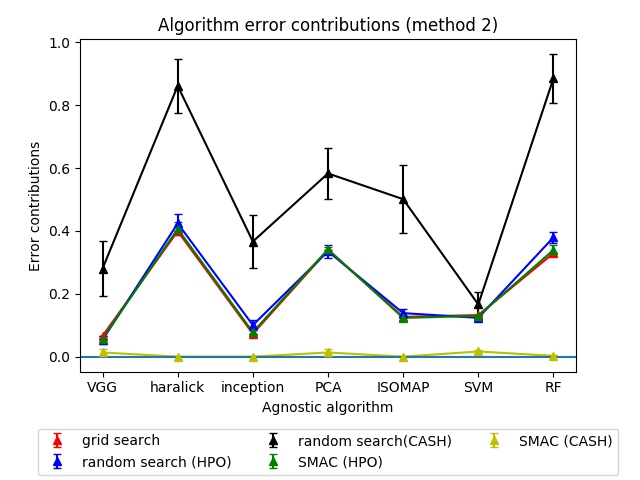 Algorithm error contributions (method 2)
Error contributions
1.0
0.8
0.6
0.4
0.2
0.0
VGG haralick inception PCA ISOMAP SVM RF
Agnostic algorithm
grid search random search(CASH) SMAC (CASH)
random search (HPO) SMAC (HPO)